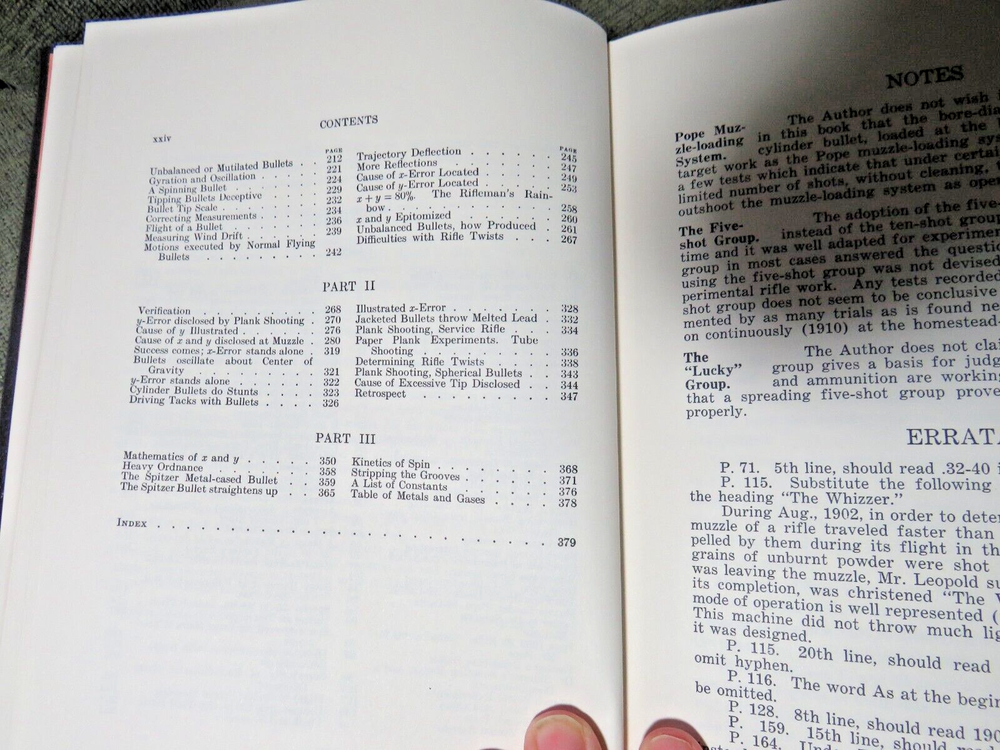 xxiv
CONTENTS
PAGE
Unbalanced or Mutilated Bullets . . 212
Gyration and Oscillation . . . . 221
A Spinning Bullet . . . . . 224
Tipping Bullets Deceptive . . . 229
Bullet Tip Scale . . . . . 232
Correcting Measurements . . . . 234
Flight of a Bullet . . . . . 236
Measuring Wind Drift . . . . 239
Motions executed by Normal Flying
Bullets . . . . . . . . 242
PAGE
Trajectory Deflection . . . . . 245
More Reflections . . . . . . 247
Cause of x-Error Located . . . . 249
Cause of y-Error Located . . . . 253
x + y = 80%. The Rifleman's Rain-
bow . . . . . . . . . 258
x and y Epitomized . . . . . 260
Unbalanced Bullets, how Produced . 261
Difficulties with Rifle Twists . . . 267
PART II
Verification . . . . . . . 268
y-Error disclosed by Plank Shooting . 270
Cause of y Illustrated . . . . . 276
Cause of x and y disclosed at Muzzle . 280
Success comes; x-Error stands alone . 319
Bullets oscillate about Center of
Gravity . . . . . . . 321
y-Error stands alone . . . . . 322
Cylinder Bullets do Stunts . . . . 323
Driving Tacks with Bullets . . . . 326
Illustrated x-Error . . . . . . 328
Jacketed Bullets throw Melted Lead . 332
Plank Shooting, Service Rifle . . . 334
Paper Plank Experiments. Tube
Shooting . . . . . . . 336
Determining Rifle Twists . . . . 338
Plank Shooting, Spherical Bullets . . 343
Cause of Excessive Tip Disclosed . . 344
Retrospect . . . . . . . 347
PART III
Mathematics of x and y . . . . . 350
Heavy Ordnance . . . . . . 358
The Spitzer Metal-cased Bullet . . 359
The Spitzer Bullet straightens up . . 365
Kinetics of Spin . . . . . . . 368
Stripping the Grooves . . . . . 371
A List of Constants . . . . . . 376
Table of Metals and Gases . . . . 378
INDEX . . . . . . . . . . . . . . . . . 379
NOTES
Pope Muz-
zle-loading
System.
The Author does not wish
in this book that the bore-dia
cylinder bullet, loaded at the
target work as the Pope muzzle-loading sy
a few tests which indicate that under certai
limited number of shots, without cleaning,
outshoot the muzzle-loading system as ope
The Five-
shot Group.
The adoption of the five-
instead of the ten-shot group
time and it was well adapted for experimen
group in most cases answered the questio
using the five-shot group was not devised
perimental rifle work. Any tests recorded
shot group does not seem to be conclusive
mented by as many trials as is found ne
on continuously (1910) at the homestead.
The
"Lucky"
Group.
The Author does not clai
group gives a basis for judg
and ammunition are working
that a spreading five-shot group prove
properly.
ERRATA
P. 71. 5th line, should read .32-40 i
P. 115. Substitute the following
the heading "The Whizzer."
During Aug., 1902, in order to deter
muzzle of a rifle traveled faster than
pelled by them during its flight in th
grains of unburnt powder were shot
was leaving the muzzle, Mr. Leopold su
its completion, was christened "The W
mode of operation is well represented (
This machine did not throw much lig
it was designed.
P. 115. 20th line, should read
omit hyphen.
P. 116. The word As at the begin
be omitted.
P. 128. 8th line, should read 190
P. 159. 15th line, should
P. 164.